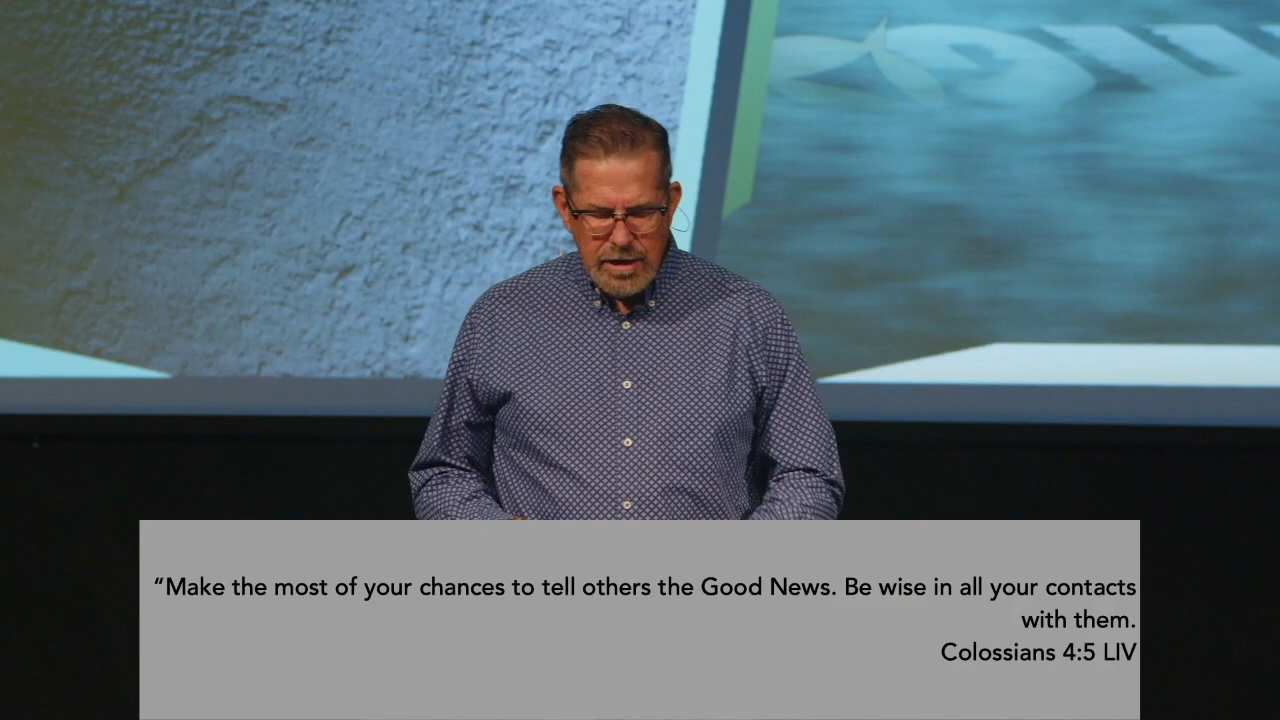 “Make the most of your chances to tell others the Good News. Be wise in all your contacts
with them.
Colossians 4:5 LIV